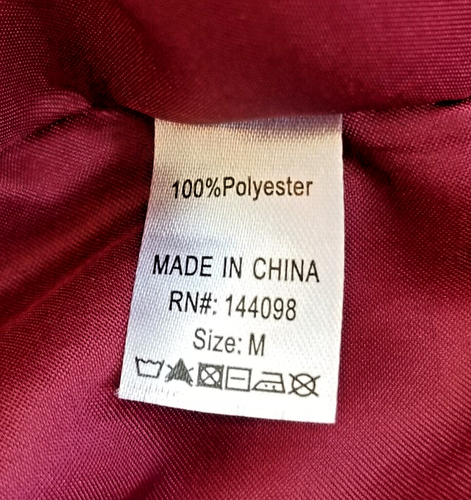 100%Polyester
MADE IN CHINA
RN#: 144098
Size: M